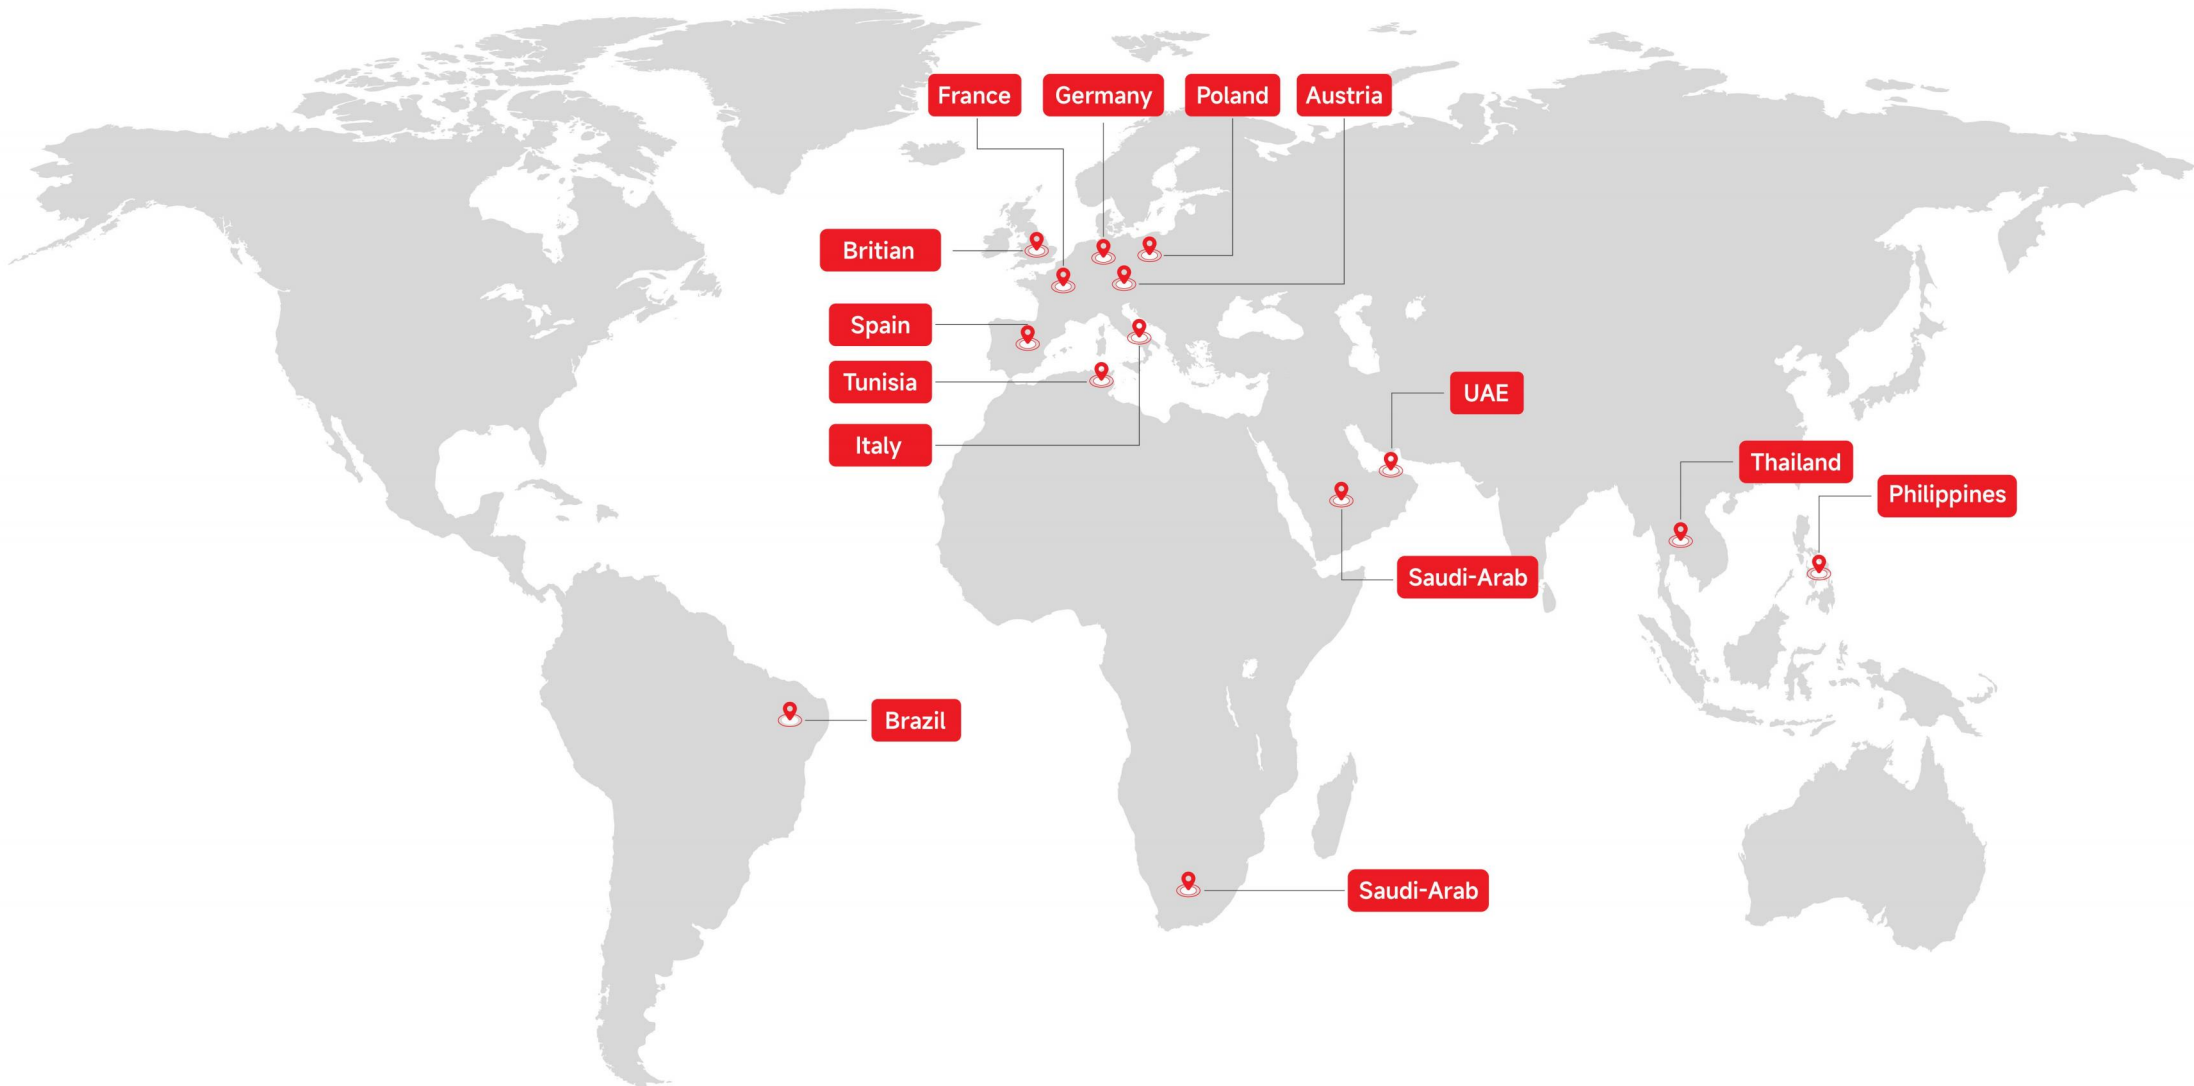 France
Germany
Poland
Austria
Britian
Spain
Tunisia
UAE
Italy
Thailand
Philippines
Saudi-Arab
Brazil
Saudi-Arab